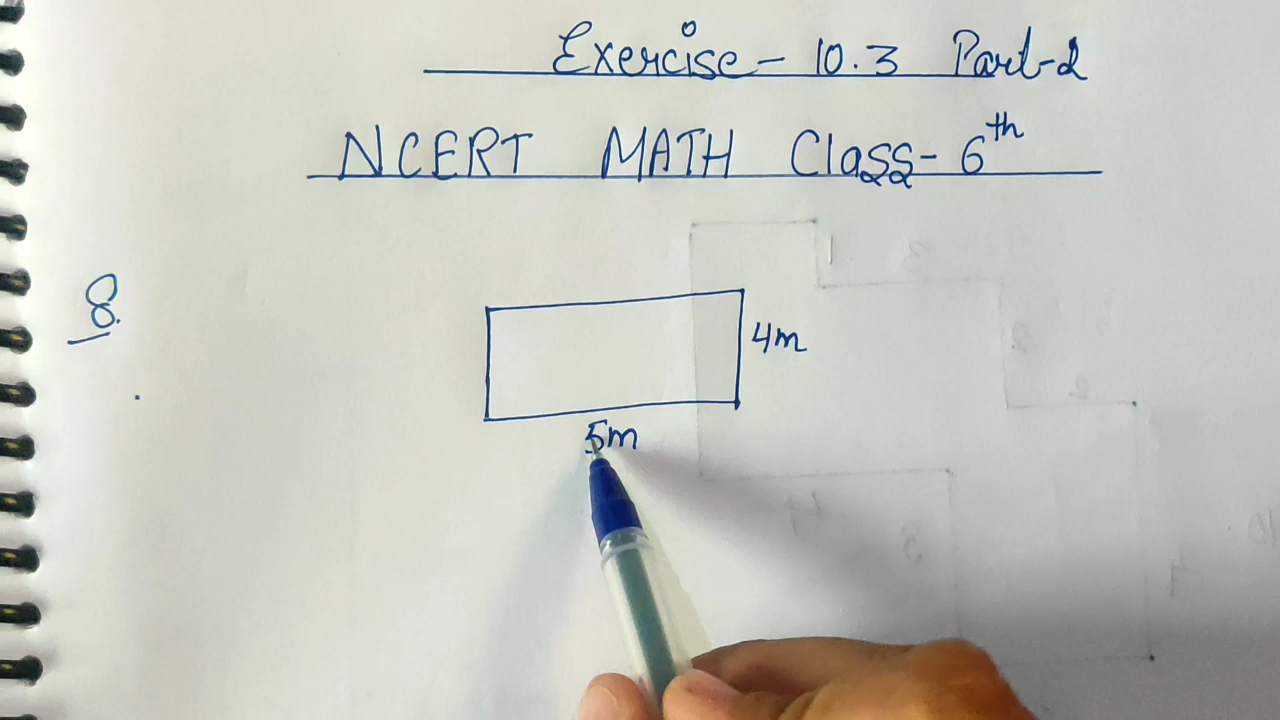 Exercise - 10.3 Part-2
NCERT MATH Class- 6th
8.
4m
5m